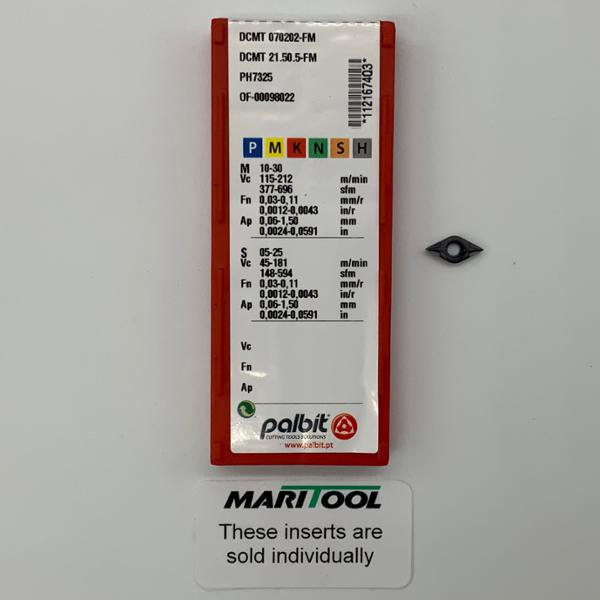 DCMT 070202-FM
DCMT 21.50.5-FM
PH7325
OF-00098022
*112167403*
P M K N S H
M 10-30
Vc 115-212 m/min
377-696 sfm
Fn 0,03-0,11 mm/r
0,0012-0,0043 in/r
Ap 0,06-1,50 mm
0,0024-0,0591 in
S 05-25
Vc 45-181 m/min
148-594 sfm
Fn 0,03-0,11 mm/r
0,0012-0,0043 in/r
Ap 0,06-1,50 mm
0,0024-0,0591 in
Vc
Fn
Ap
palbit
CUTTING TOOLS SOLUTIONS
www.palbit.pt
MARITOOL
These inserts are
sold individually